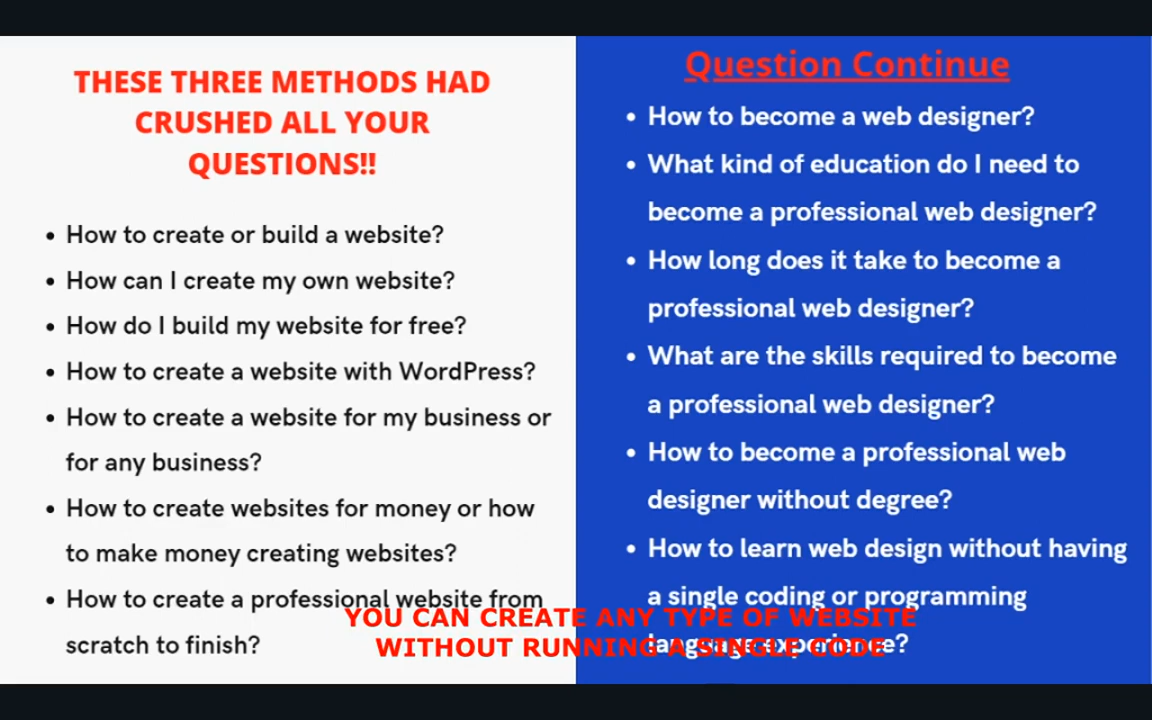 THESE THREE METHODS HAD
CRUSHED ALL YOUR
QUESTIONS!!
• How to create or build a website?
• How can I create my own website?
• How do I build my website for free?
• How to create a website with WordPress?
• How to create a website for my business or
for any business?
• How to create websites for money or how
to make money creating websites?
• How to create a professional website from
scratch to finish?
Question Continue
• How to become a web designer?
• What kind of education do I need to
become a professional web designer?
• How long does it take to become a
professional web designer?
• What are the skills required to become
a professional web designer?
• How to become a professional web
designer without degree?
• How to learn web design without having
a single coding or programming
language experience?
YOU CAN CREATE ANY TYPE OF WEBSITE
WITHOUT RUNNING A SINGLE CODE